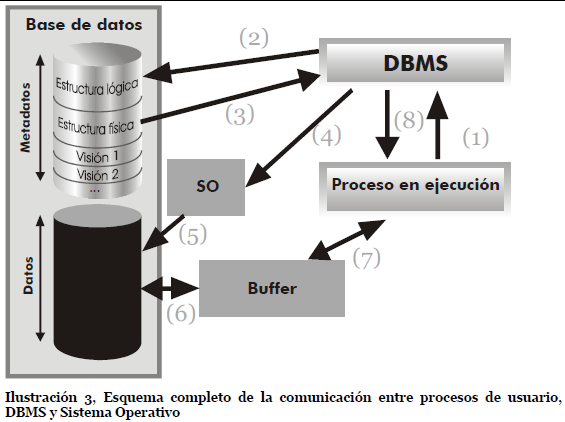 Base de datos
(2)
DBMS
Estructura lógica
Metadatos
(3)
Estructura física
(4)
(8)
(1)
Visión 1
Visión 2
...
SO
Proceso en ejecución
(5)
Datos
(7)
Buffer
(6)
Ilustración 3, Esquema completo de la comunicación entre procesos de usuario,
DBMS y Sistema Operativo